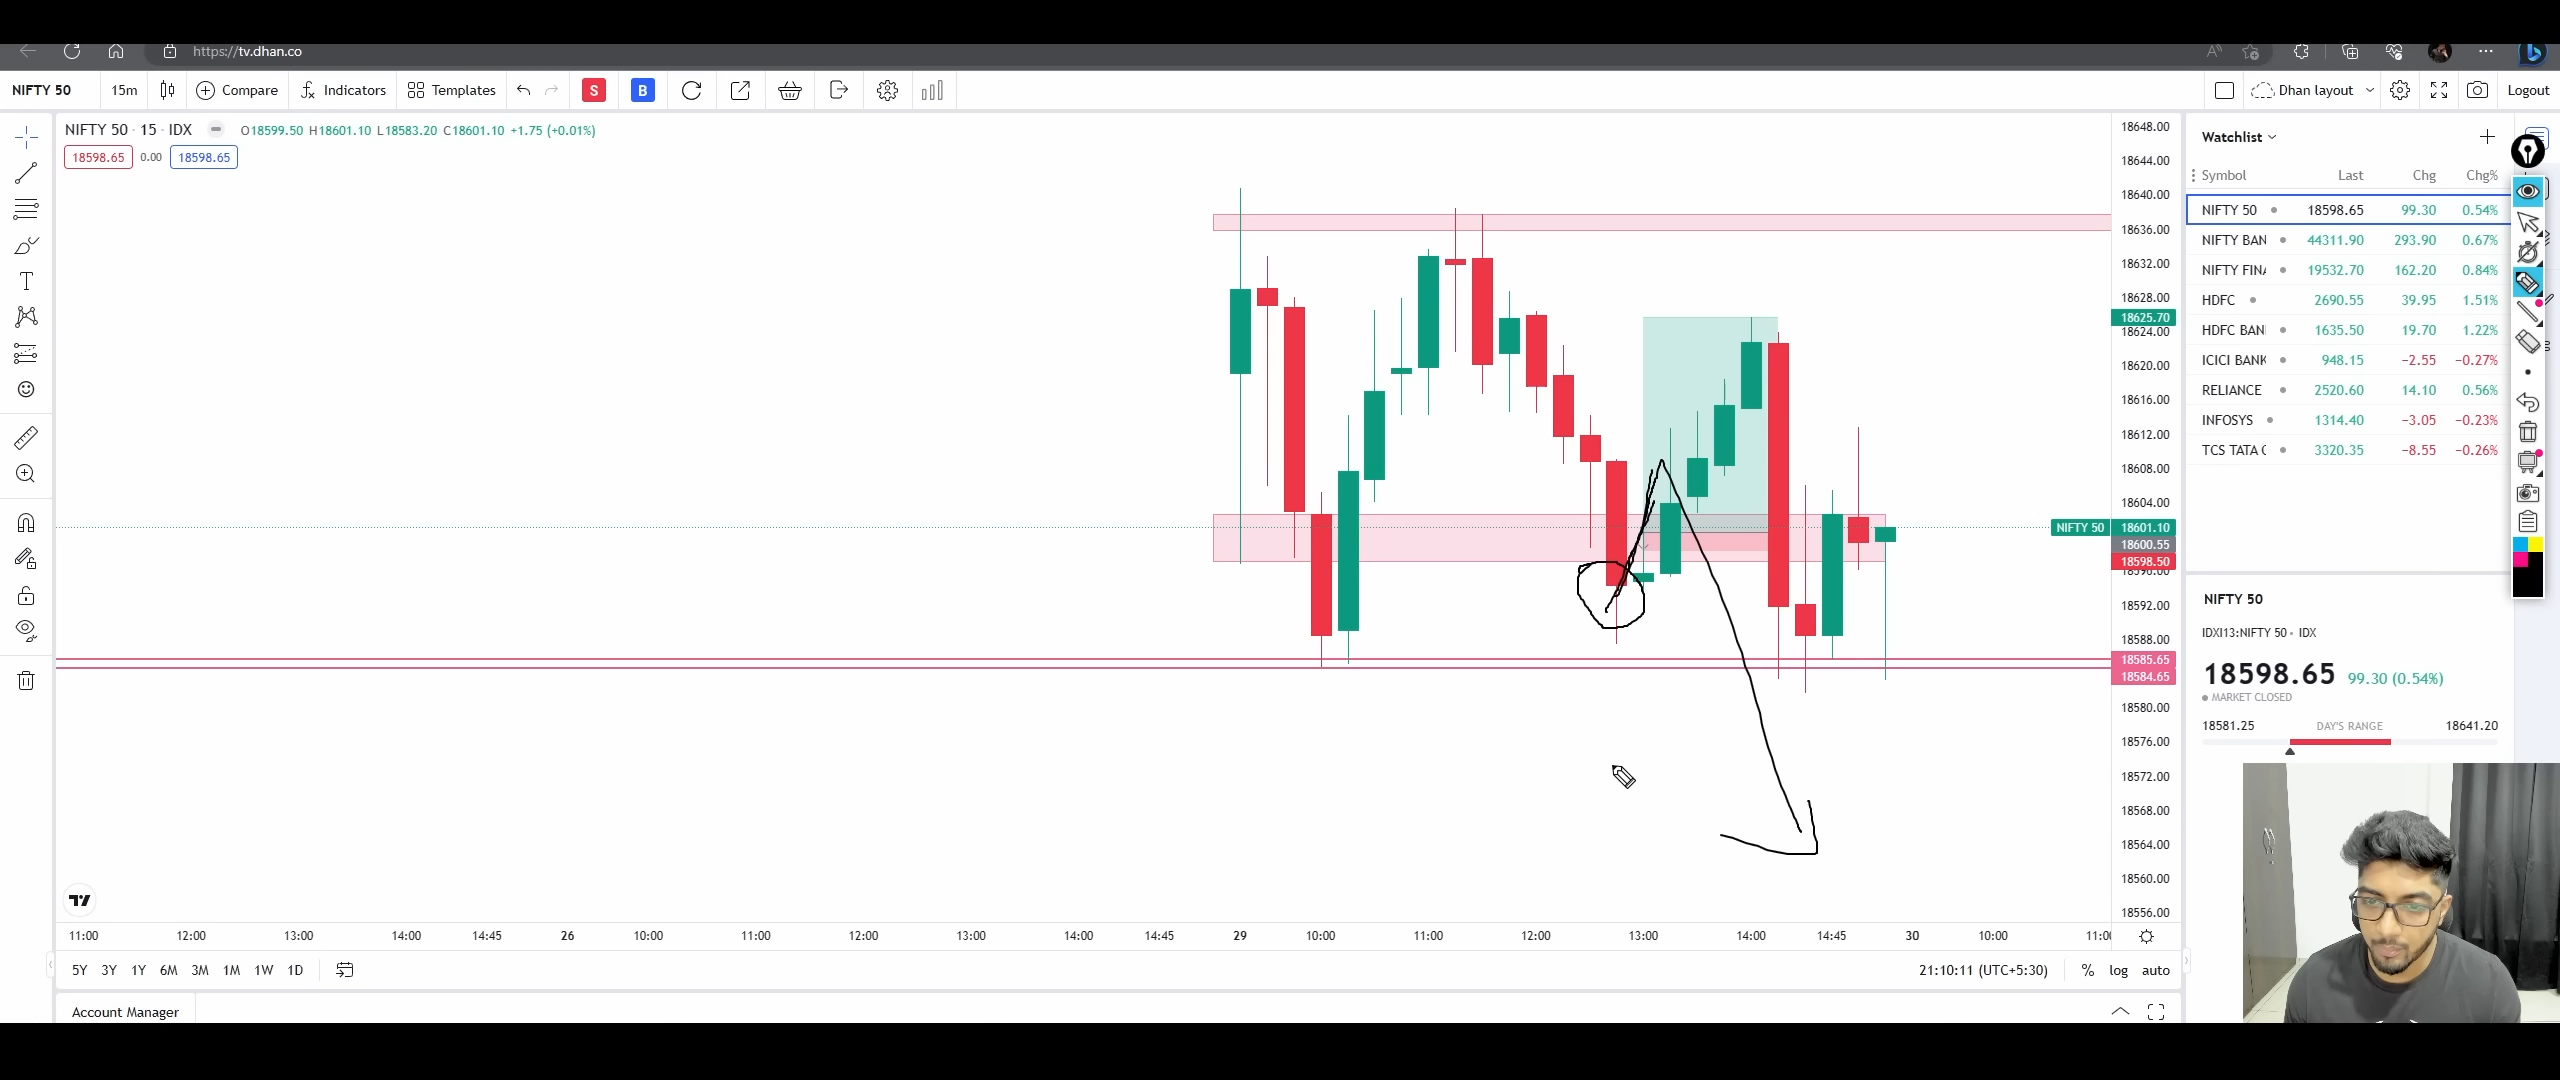 https://tv.dhan.co
NIFTY 50 15m Compare Indicators Templates S B Dhan layout Logout
NIFTY 50 · 15 · IDX O18599.50 H18601.10 L18583.20 C18601.10 +1.75 (+0.01%)
18598.65 0.00 18598.65
18648.00
18644.00
18640.00
18636.00
18632.00
18628.00
18625.70
18624.00
18620.00
18616.00
18612.00
18608.00
18604.00
NIFTY 50 18601.10
18600.55
18598.50
18592.00
18588.00
18585.65
18584.65
18580.00
18576.00
18572.00
18568.00
18564.00
18560.00
18556.00
11:00 12:00 13:00 14:00 14:45 26 10:00 11:00 12:00 13:00 14:00 14:45 29 10:00 11:00 12:00 13:00 14:00 14:45 30 10:00 11:0
5Y 3Y 1Y 6M 3M 1M 1W 1D 21:10:11 (UTC+5:30) % log auto
Account Manager
Watchlist
Symbol Last Chg Chg%
NIFTY 50 18598.65 99.30 0.54%
NIFTY BAN 44311.90 293.90 0.67%
NIFTY FINA 19532.70 162.20 0.84%
HDFC 2690.55 39.95 1.51%
HDFC BAN 1635.50 19.70 1.22%
ICICI BANK 948.15 −2.55 −0.27%
RELIANCE 2520.60 14.10 0.56%
INFOSYS 1314.40 −3.05 −0.23%
TCS TATA C 3320.35 −8.55 −0.26%
NIFTY 50
IDXI13:NIFTY 50 · IDX
18598.65 99.30 (0.54%)
MARKET CLOSED
18581.25 DAY'S RANGE 18641.20